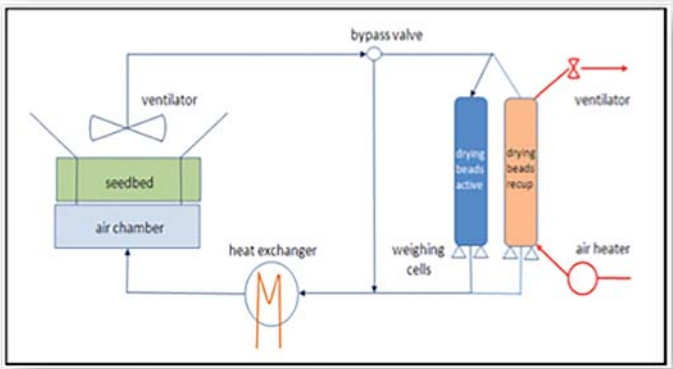 bypass valve
ventilator
ventilator
drying
beads
active
drying
beads
recup
seedbed
air chamber
heat exchanger
weighing
cells
air heater